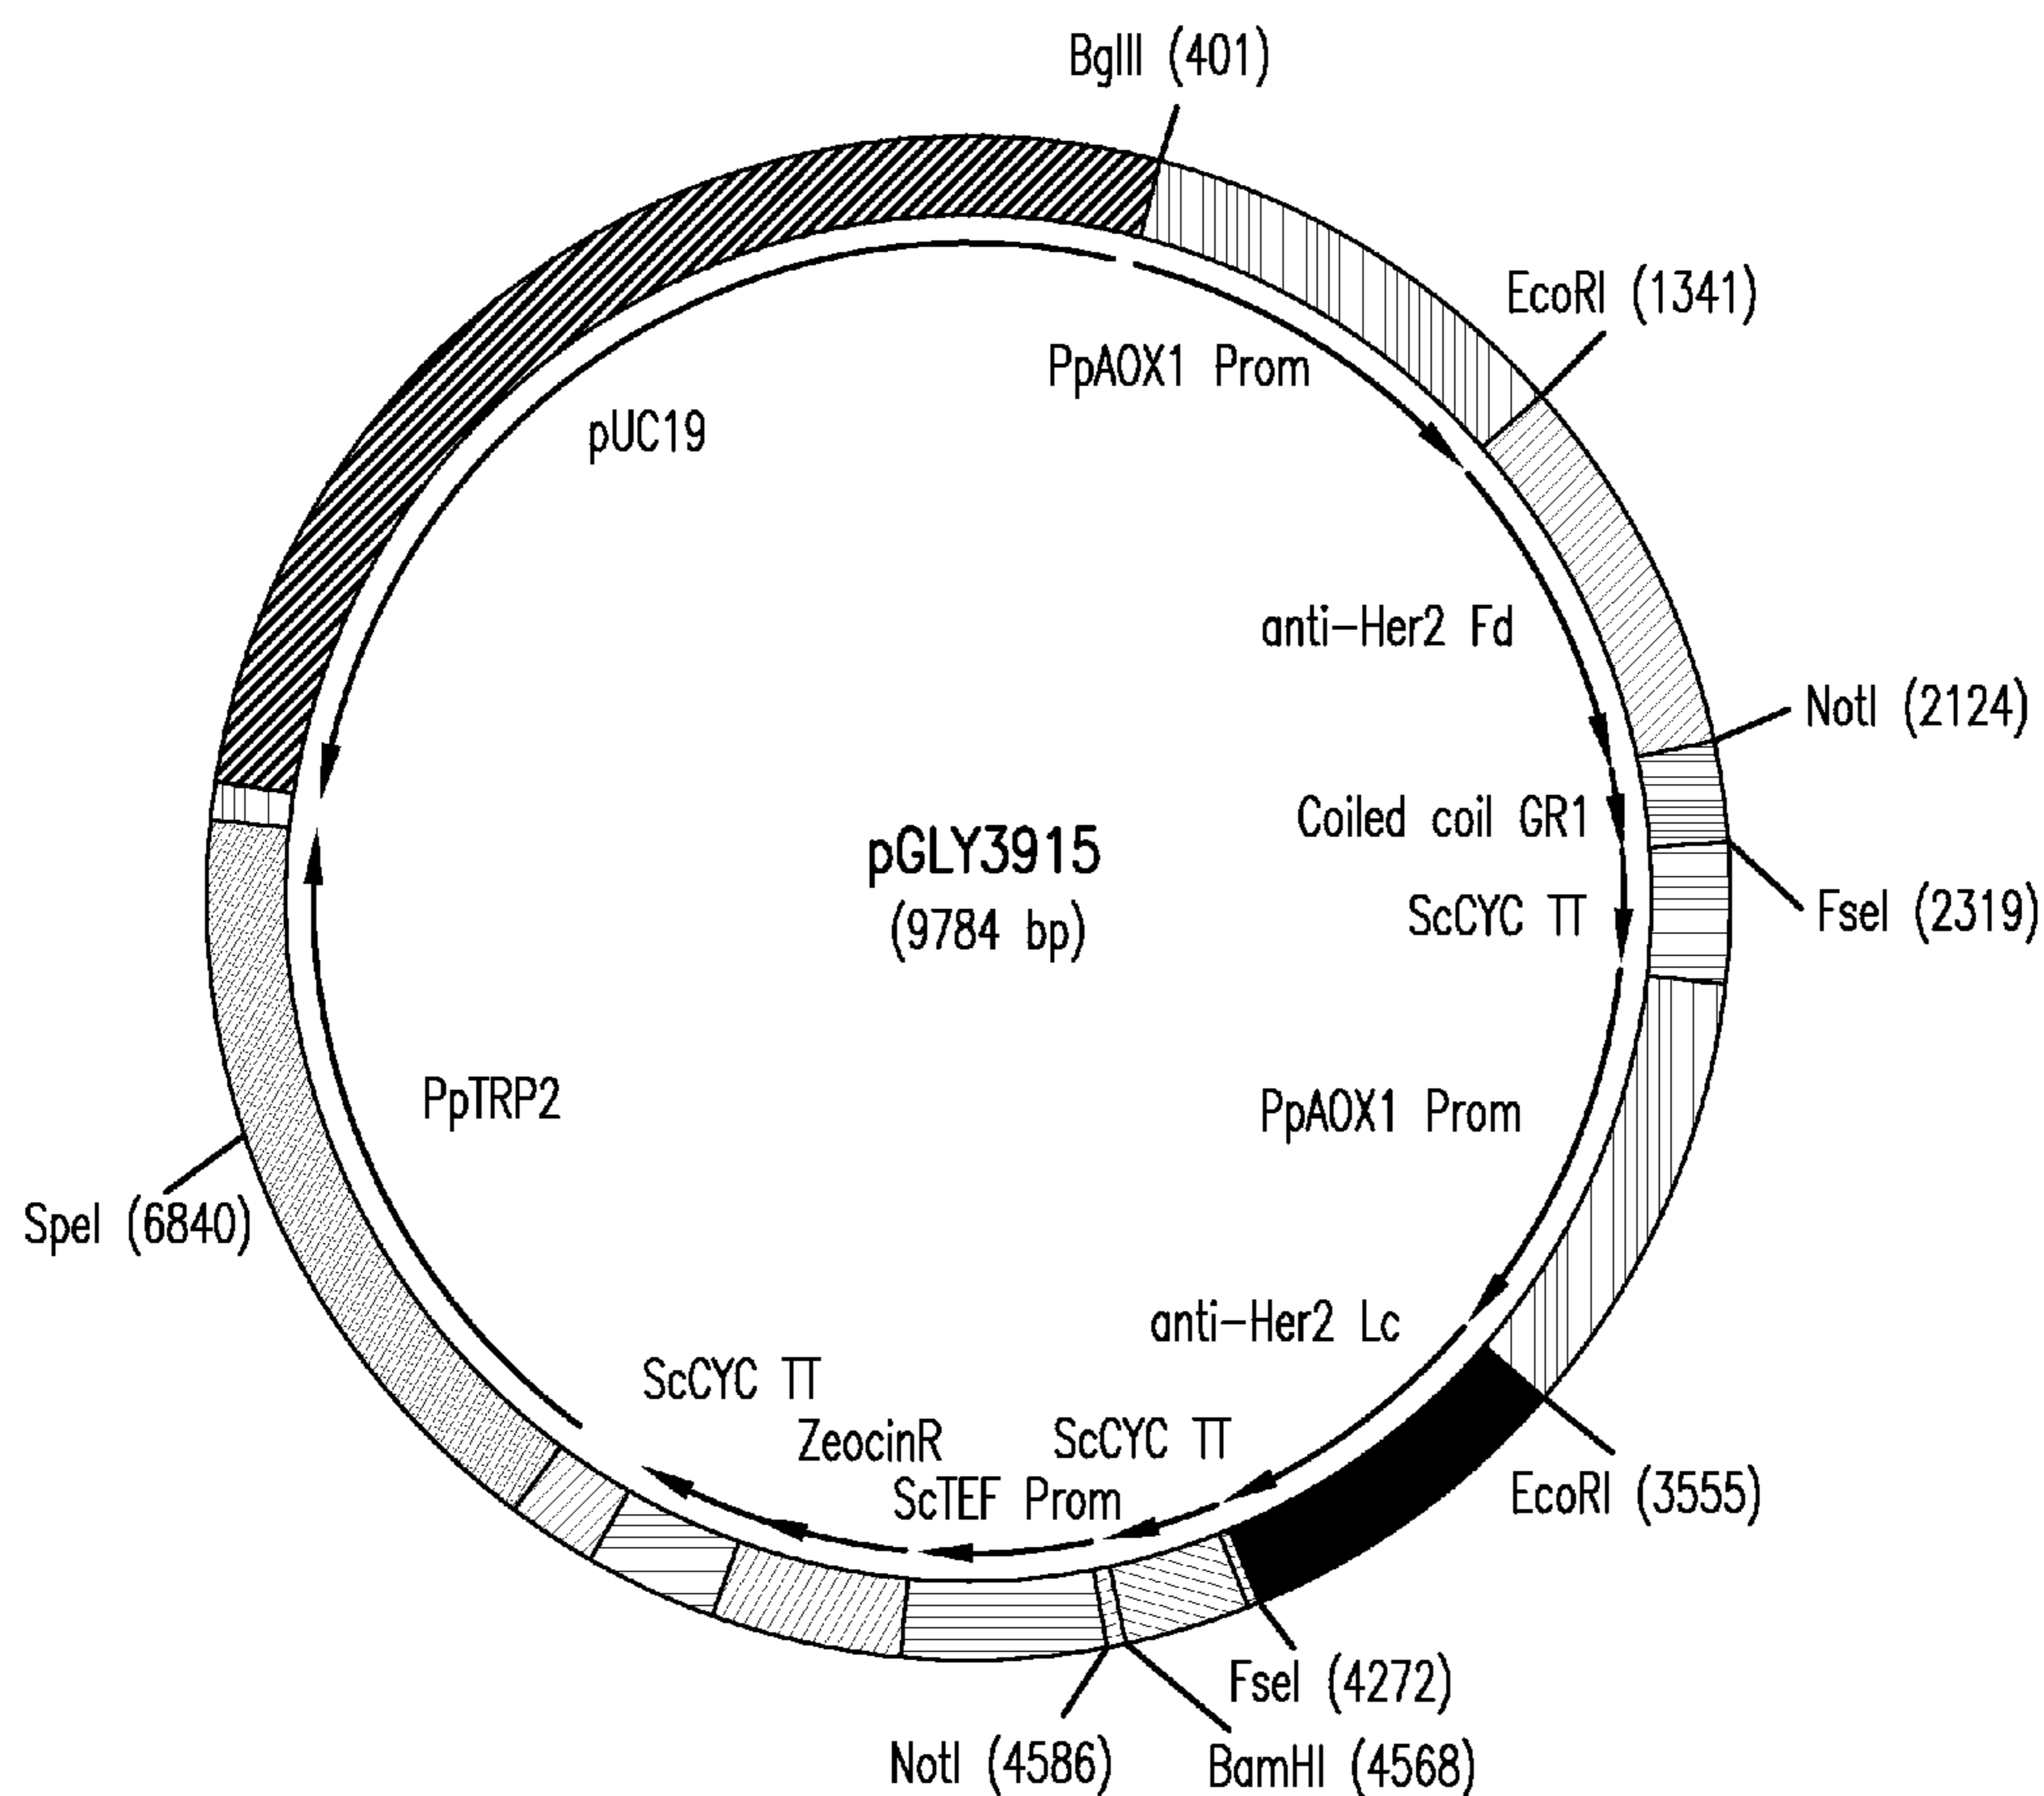 BglII (401)
EcoRI (1341)
PpAOX1 Prom
pUC19
anti-Her2 Fd
NotI (2124)
Coiled coil GR1
pGLY3915
(9784 bp)
ScCYC TT
FseI (2319)
PpTRP2
PpAOX1 Prom
SpeI (6840)
anti-Her2 Lc
ScCYC TT
ZeocinR
ScCYC TT
ScTEF Prom
EcoRI (3555)
FseI (4272)
NotI (4586)
BamHI (4568)